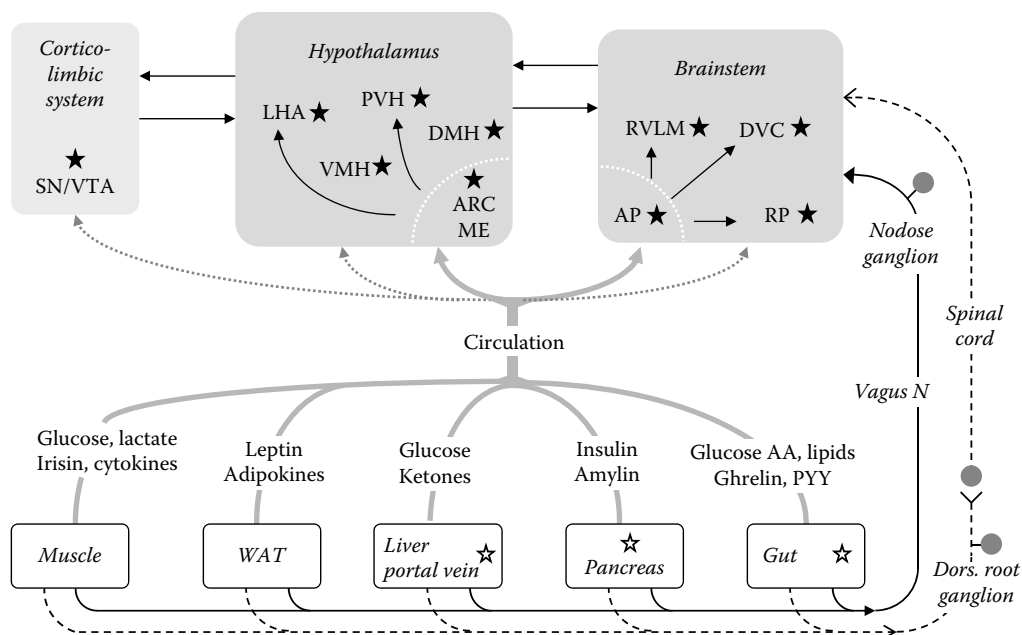 Cortico-
limbic
system
SN/VTA
Hypothalamus
LHA
PVH
DMH
VMH
ARC
ME
Brainstem
RVLM
DVC
AP
RP
Nodose
ganglion
Spinal
cord
Circulation
Vagus N
Glucose, lactate
Irisin, cytokines
Leptin
Adipokines
Glucose
Ketones
Insulin
Amylin
Glucose AA, lipids
Ghrelin, PYY
Muscle
WAT
Liver
portal vein
Pancreas
Gut
Dors. root
ganglion